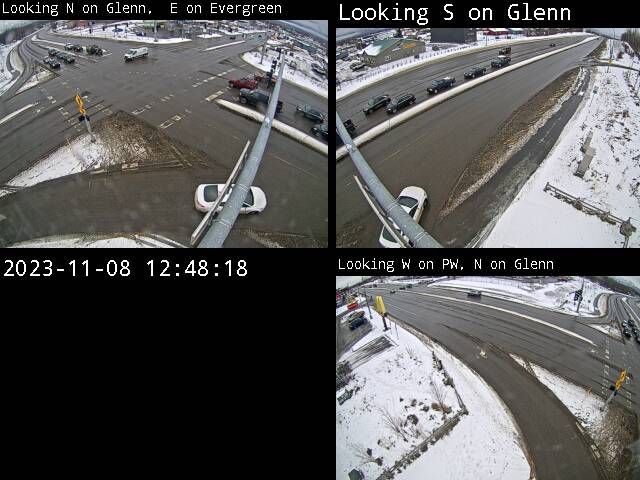 Looking N on Glenn, E on Evergreen
Looking S on Glenn
2023-11-08 12:48:18
Looking W on PW, N on Glenn